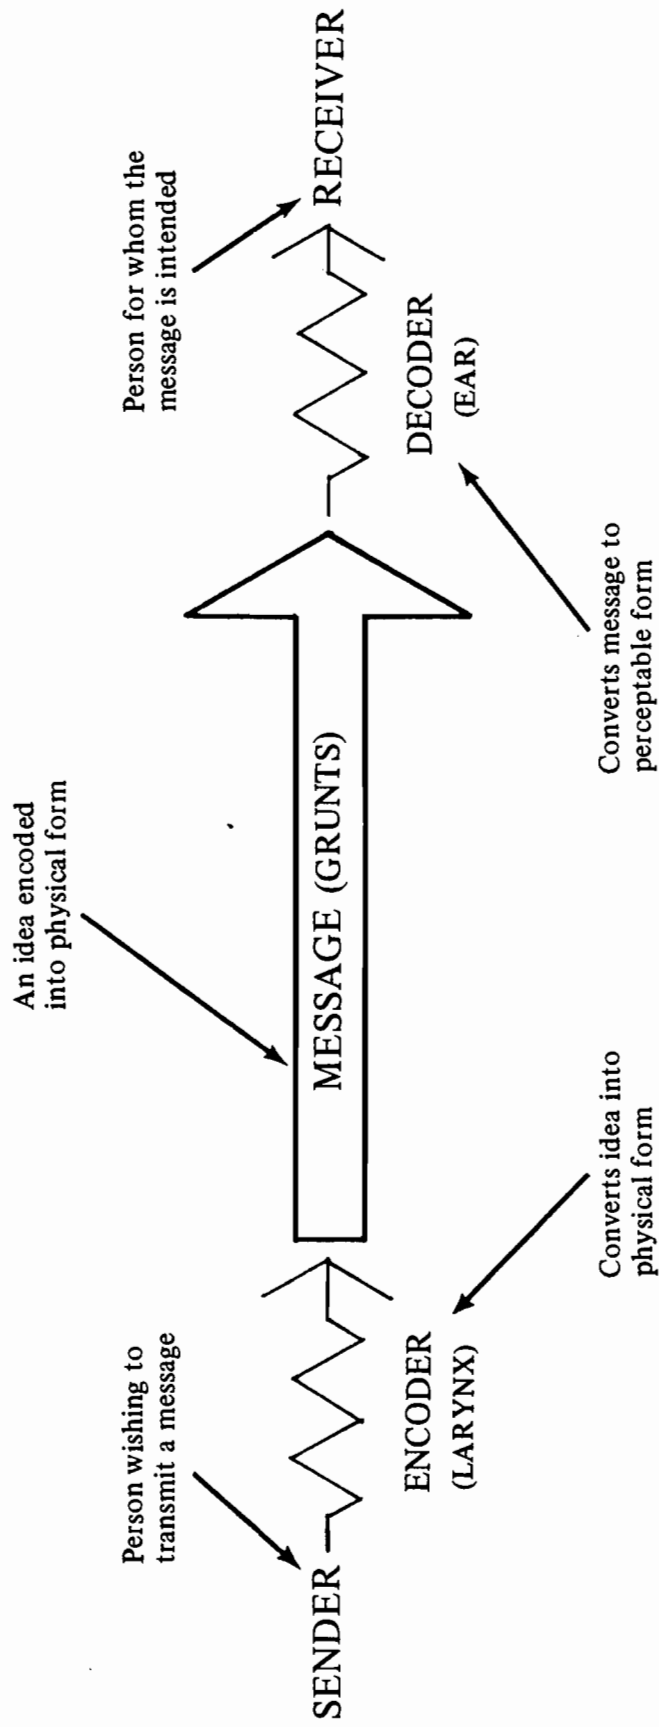 An idea encoded
into physical form
Person wishing to
transmit a message
Person for whom the
message is intended
SENDER
MESSAGE (GRUNTS)
RECEIVER
ENCODER
(LARYNX)
DECODER
(EAR)
Converts idea into
physical form
Converts message to
perceptable form